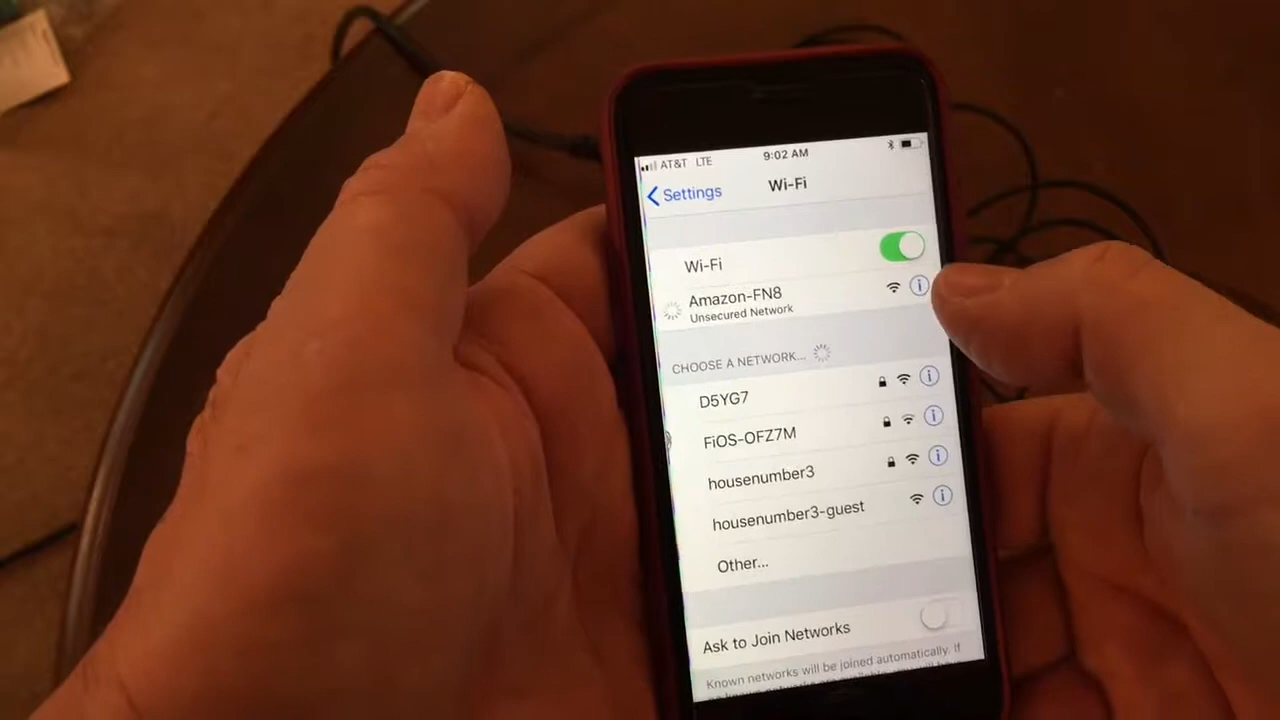 AT&T LTE 9:02 AM
Settings Wi-Fi
Wi-Fi
Amazon-FN8
Unsecured Network
CHOOSE A NETWORK...
D5YG7
FiOS-OFZ7M
housenumber3
housenumber3-guest
Other...
Ask to Join Networks
Known networks will be joined automatically. If